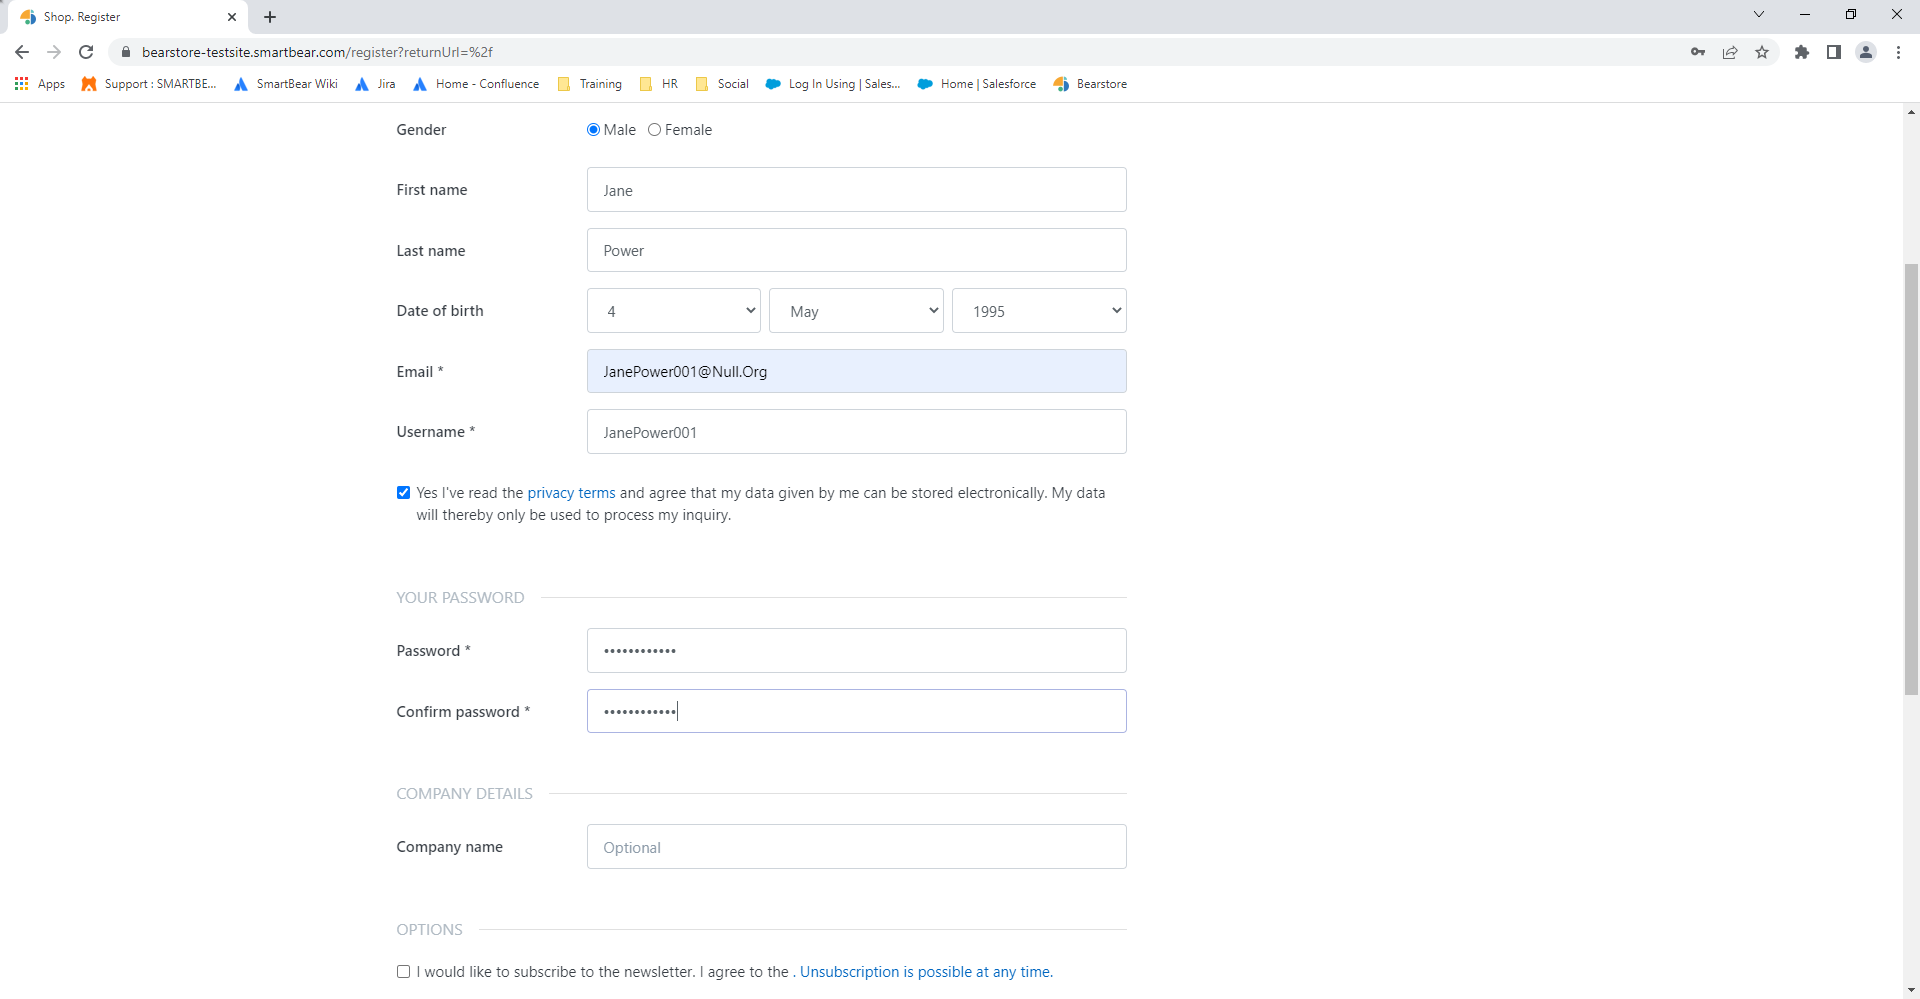 Shop. Register
bearstore-testsite.smartbear.com/register?returnUrl=%2f
Apps Support : SMARTBE... SmartBear Wiki Jira Home - Confluence Training HR Social Log In Using | Sales... Home | Salesforce Bearstore
Gender Male Female
First name Jane
Last name Power
Date of birth 4 May 1995
Email * JanePower001@Null.Org
Username * JanePower001
Yes I've read the privacy terms and agree that my data given by me can be stored electronically. My data
will thereby only be used to process my inquiry.
YOUR PASSWORD
Password * ••••••••••••
Confirm password * ••••••••••••
COMPANY DETAILS
Company name Optional
OPTIONS
I would like to subscribe to the newsletter. I agree to the . Unsubscription is possible at any time.